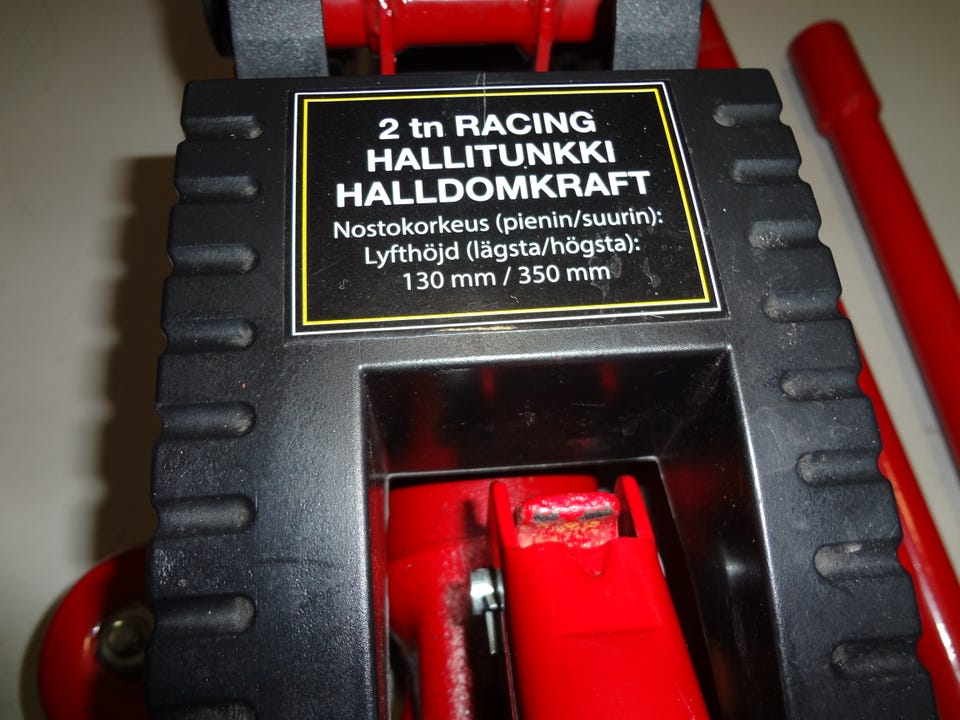 2 tn RACING
HALLITUNKKI
HALLDOMKRAFT
Nostokorkeus (pienin/suurin):
Lyfthöjd (lägsta/högsta):
130 mm / 350 mm